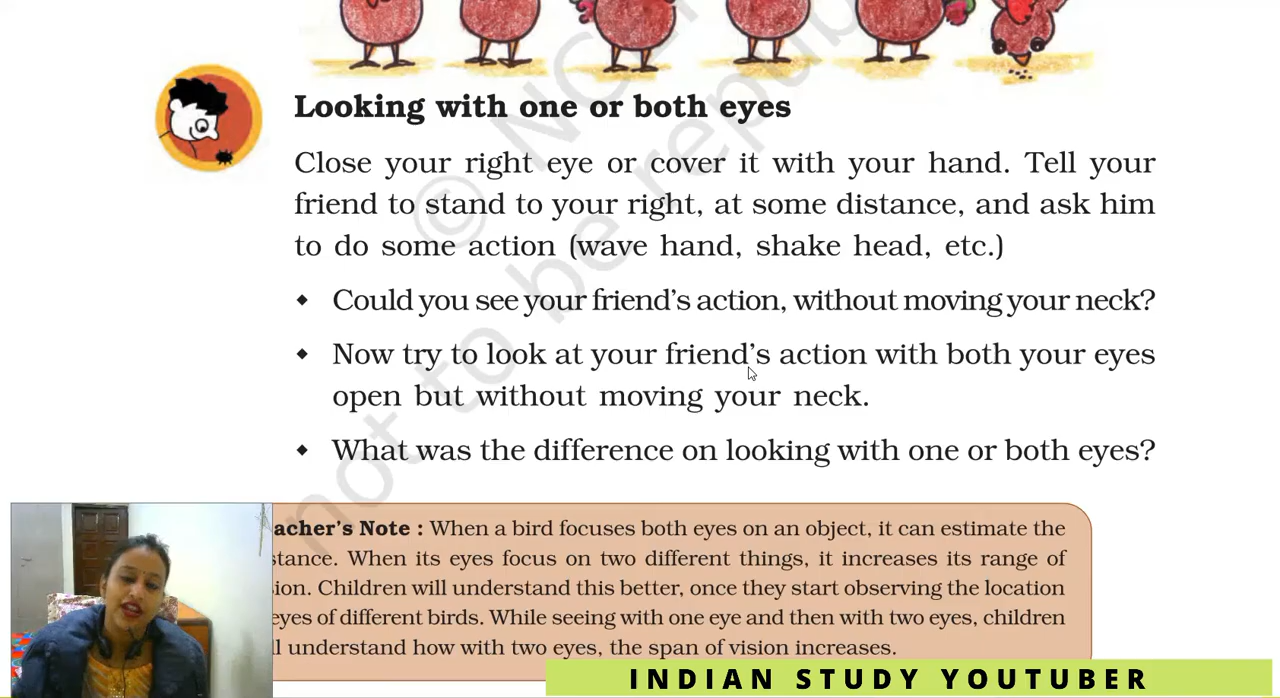 Looking with one or both eyes
Close your right eye or cover it with your hand. Tell your
friend to stand to your right, at some distance, and ask him
to do some action (wave hand, shake head, etc.)
♦ Could you see your friend's action, without moving your neck?
♦ Now try to look at your friend's action with both your eyes
open but without moving your neck.
♦ What was the difference on looking with one or both eyes?
acher's Note : When a bird focuses both eyes on an object, it can estimate the
stance. When its eyes focus on two different things, it increases its range of
sion. Children will understand this better, once they start observing the location
eyes of different birds. While seeing with one eye and then with two eyes, children
l understand how with two eyes, the span of vision increases.
INDIAN STUDY YOUTUBER
© NC
not to be repub